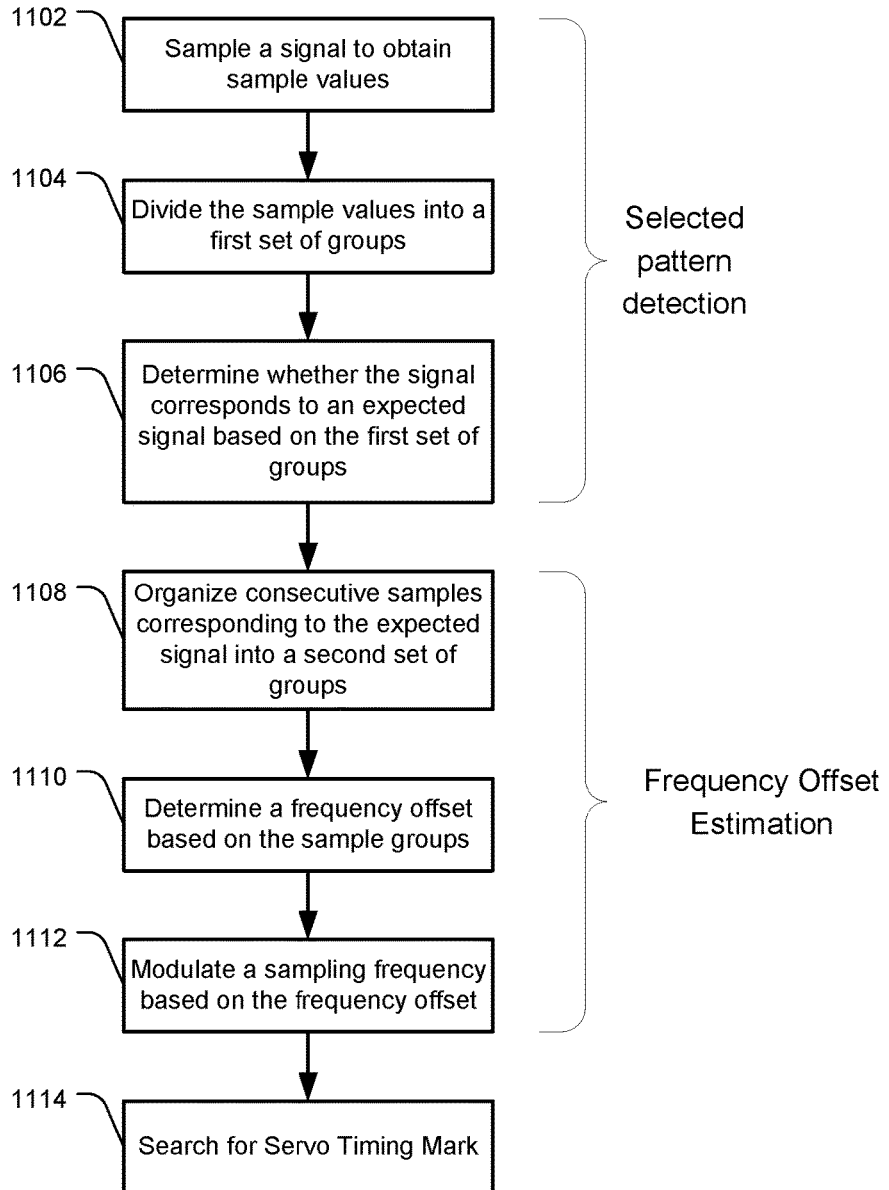 1102
Sample a signal to obtain
sample values
1104
Divide the sample values into a
first set of groups
1106
Determine whether the signal
corresponds to an expected
signal based on the first set of
groups
Selected
pattern
detection
1108
Organize consecutive samples
corresponding to the expected
signal into a second set of
groups
1110
Determine a frequency offset
based on the sample groups
1112
Modulate a sampling frequency
based on the frequency offset
Frequency Offset
Estimation
1114
Search for Servo Timing Mark